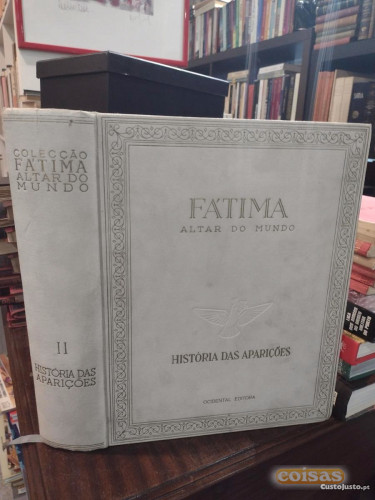 COLECÇÃO
FÁTIMA
ALTAR DO
MUNDO
II
HISTÓRIA DAS
APARIÇÕES
FÁTIMA
ALTAR DO MUNDO
HISTÓRIA DAS APARIÇÕES
OCIDENTAL EDITORA
coisas
CustoJusto.pt